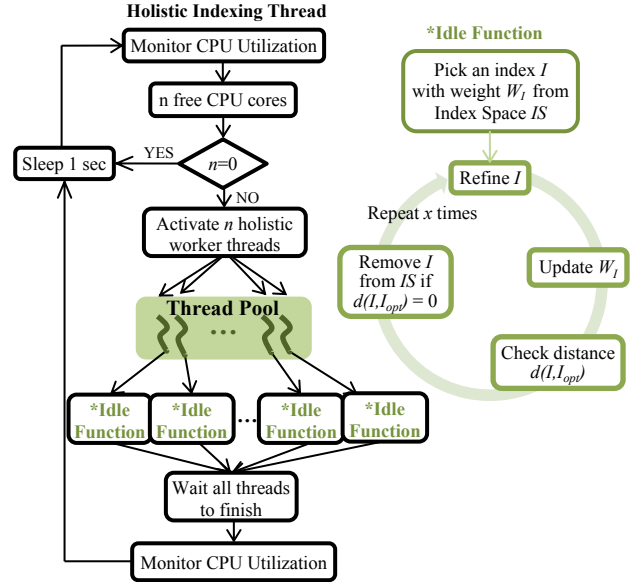 Holistic Indexing Thread
Monitor CPU Utilization
n free CPU cores
Sleep 1 sec
YES
n=0
NO
Activate n holistic
worker threads
Thread Pool
...
*Idle
Function
*Idle
Function
...
*Idle
Function
*Idle
Function
Wait all threads
to finish
Monitor CPU Utilization
*Idle Function
Pick an index I
with weight W_I from
Index Space IS
Refine I
Repeat x times
Update W_I
Check distance
d(I,I_opt)
Remove I
from IS if
d(I,I_opt) = 0